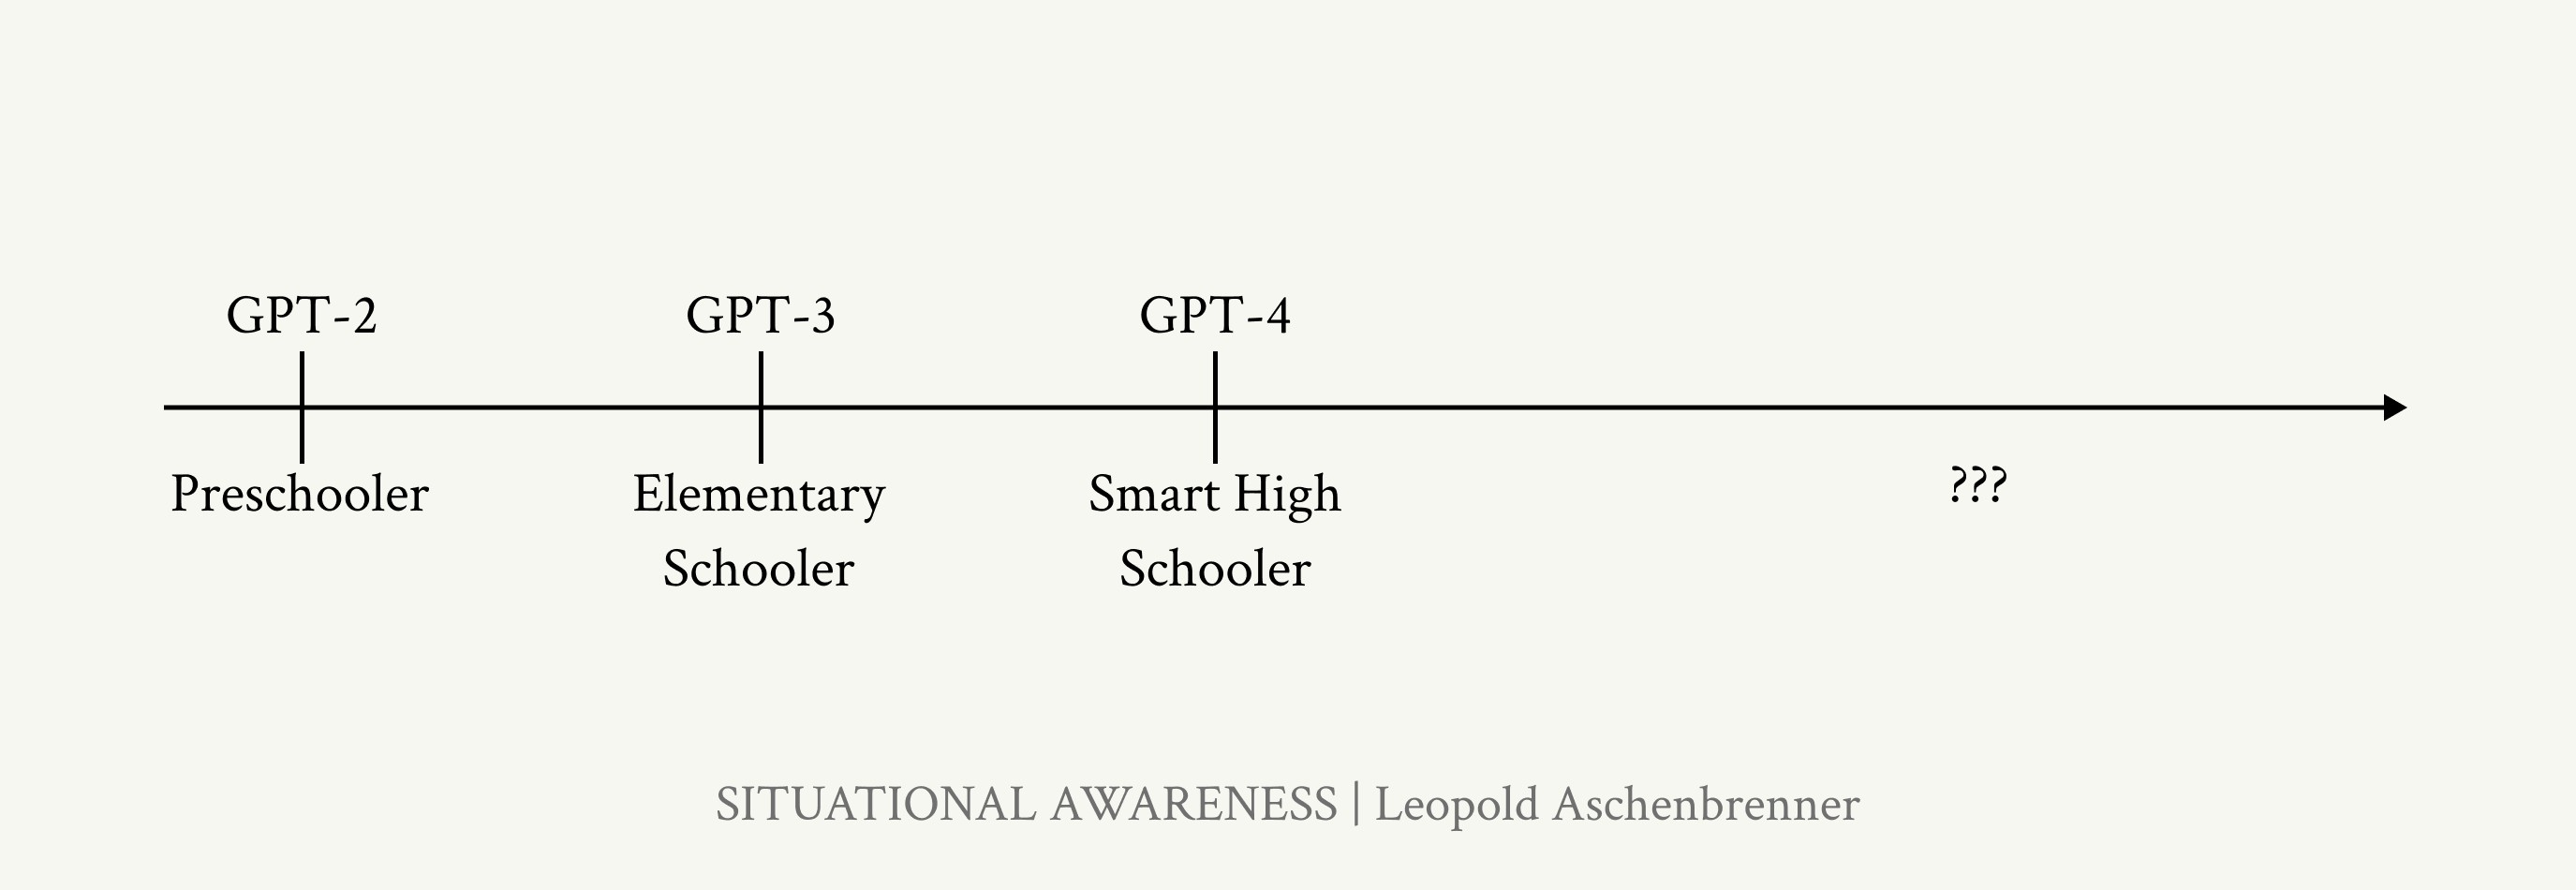 GPT-2
GPT-3
GPT-4
Preschooler
Elementary
Schooler
Smart High
Schooler
???
SITUATIONAL AWARENESS | Leopold Aschenbrenner